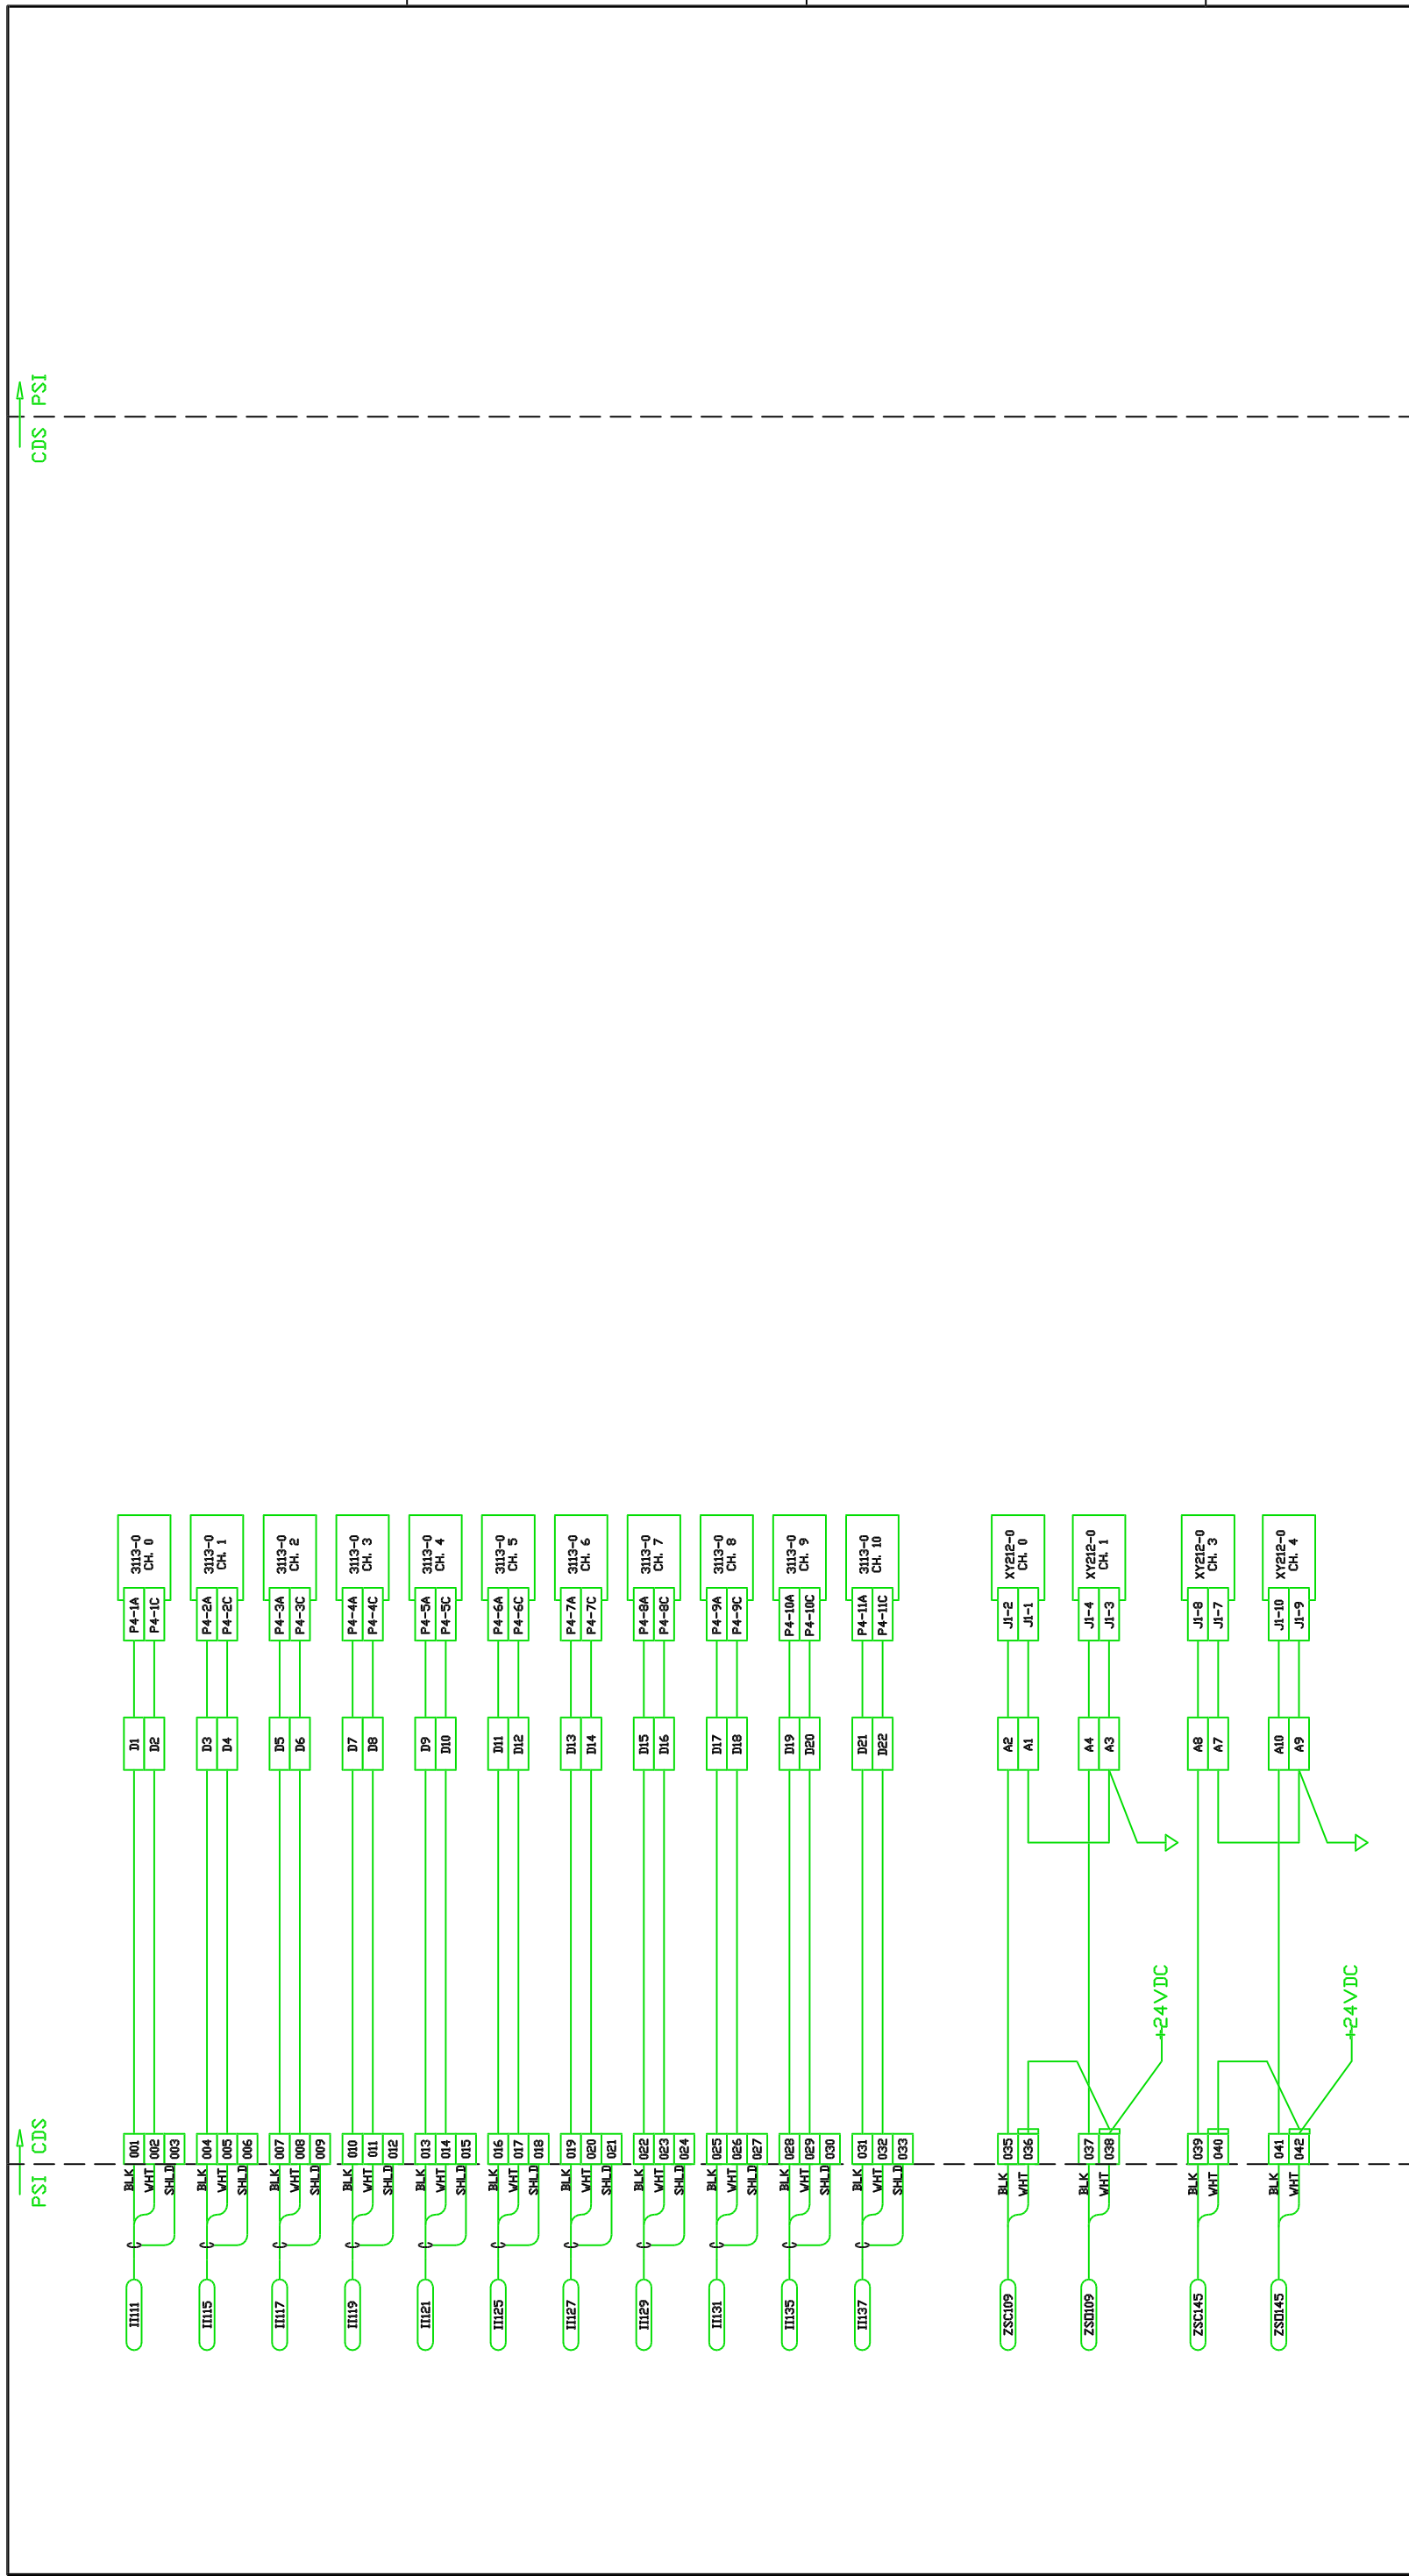 PSI CDS CDS PSI
II111 BLK 001 D1 P4-1A 3113-0
WHT 002 D2 P4-1C CH. 0
SHLD 003
II115 BLK 004 D3 P4-2A 3113-0
WHT 005 D4 P4-2C CH. 1
SHLD 006
II117 BLK 007 D5 P4-3A 3113-0
WHT 008 D6 P4-3C CH. 2
SHLD 009
II119 BLK 010 D7 P4-4A 3113-0
WHT 011 D8 P4-4C CH. 3
SHLD 012
II121 BLK 013 D9 P4-5A 3113-0
WHT 014 D10 P4-5C CH. 4
SHLD 015
II125 BLK 016 D11 P4-6A 3113-0
WHT 017 D12 P4-6C CH. 5
SHLD 018
II127 BLK 019 D13 P4-7A 3113-0
WHT 020 D14 P4-7C CH. 6
SHLD 021
II129 BLK 022 D15 P4-8A 3113-0
WHT 023 D16 P4-8C CH. 7
SHLD 024
II131 BLK 025 D17 P4-9A 3113-0
WHT 026 D18 P4-9C CH. 8
SHLD 027
II135 BLK 028 D19 P4-10A 3113-0
WHT 029 D20 P4-10C CH. 9
SHLD 030
II137 BLK 031 D21 P4-11A 3113-0
WHT 032 D22 P4-11C CH. 10
SHLD 033
ZSC109 BLK 035 A2 J1-2 XY212-0
WHT 036 A1 J1-1 CH. 0
ZSO109 BLK 037 A4 J1-4 XY212-0
WHT 038 A3 J1-3 CH. 1
+24VDC
ZSC145 BLK 039 A8 J1-8 XY212-0
WHT 040 A7 J1-7 CH. 3
ZSO145 BLK 041 A10 J1-10 XY212-0
WHT 042 A9 J1-9 CH. 4
+24VDC